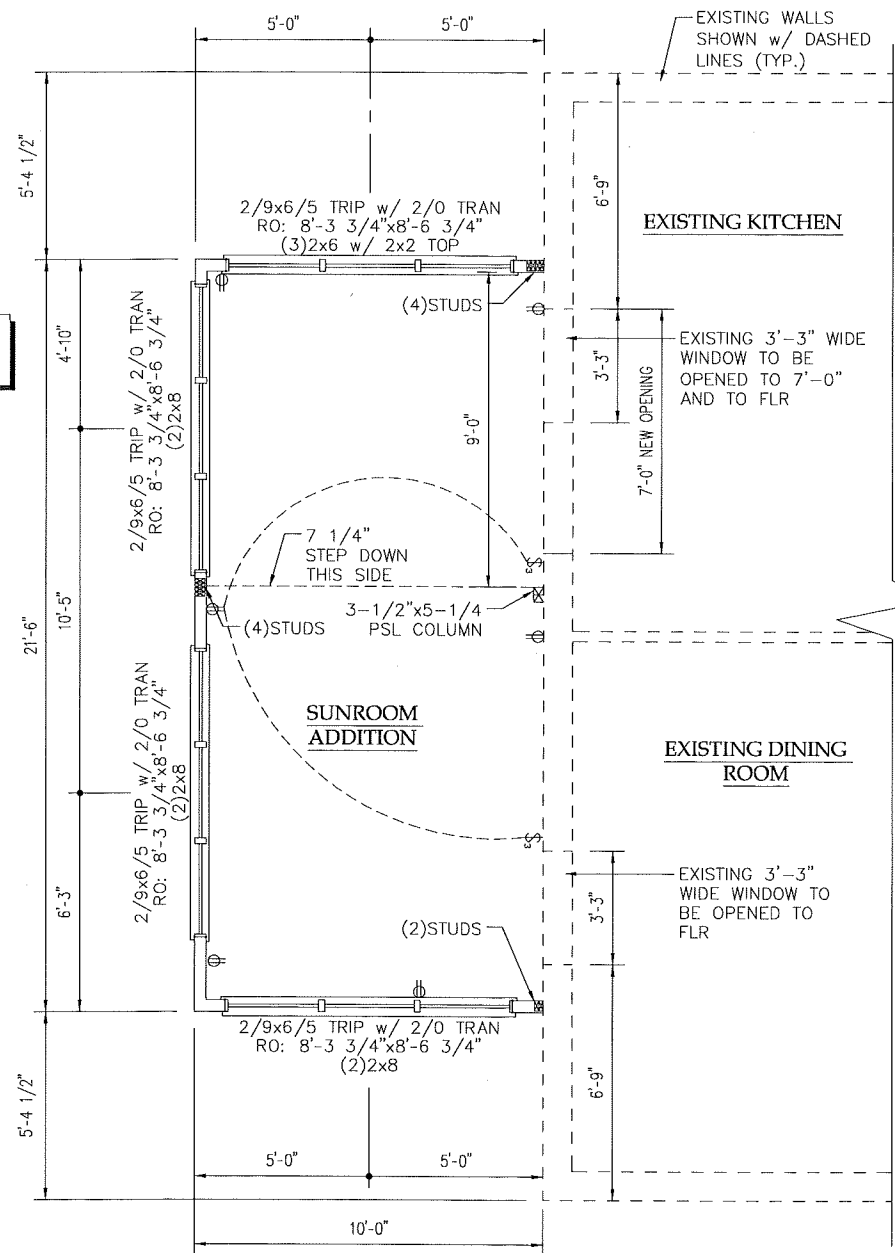 5'-0"
5'-0"
EXISTING WALLS
SHOWN w/ DASHED
LINES (TYP.)
5'-4 1/2"
6'-9"
2/9x6/5 TRIP w/ 2/0 TRAN
RO: 8'-3 3/4"x8'-6 3/4"
(3)2x6 w/ 2x2 TOP
EXISTING KITCHEN
(4)STUDS
4'-10"
2/9x6/5 TRIP w/ 2/0 TRAN
RO: 8'-3 3/4"x8'-6 3/4"
(2)2x8
3'-3"
EXISTING 3'-3" WIDE
WINDOW TO BE
OPENED TO 7'-0"
AND TO FLR
9'-0"
7'-0" NEW OPENING
7 1/4"
STEP DOWN
THIS SIDE
S3
21'-6"
10'-5"
(4)STUDS
3-1/2"x5-1/4
PSL COLUMN
SUNROOM
ADDITION
EXISTING DINING
ROOM
2/9x6/5 TRIP w/ 2/0 TRAN
RO: 8'-3 3/4"x8'-6 3/4"
(2)2x8
S3
6'-3"
3'-3"
EXISTING 3'-3"
WIDE WINDOW TO
BE OPENED TO
FLR
(2)STUDS
2/9x6/5 TRIP w/ 2/0 TRAN
RO: 8'-3 3/4"x8'-6 3/4"
(2)2x8
5'-4 1/2"
6'-9"
5'-0"
5'-0"
10'-0"